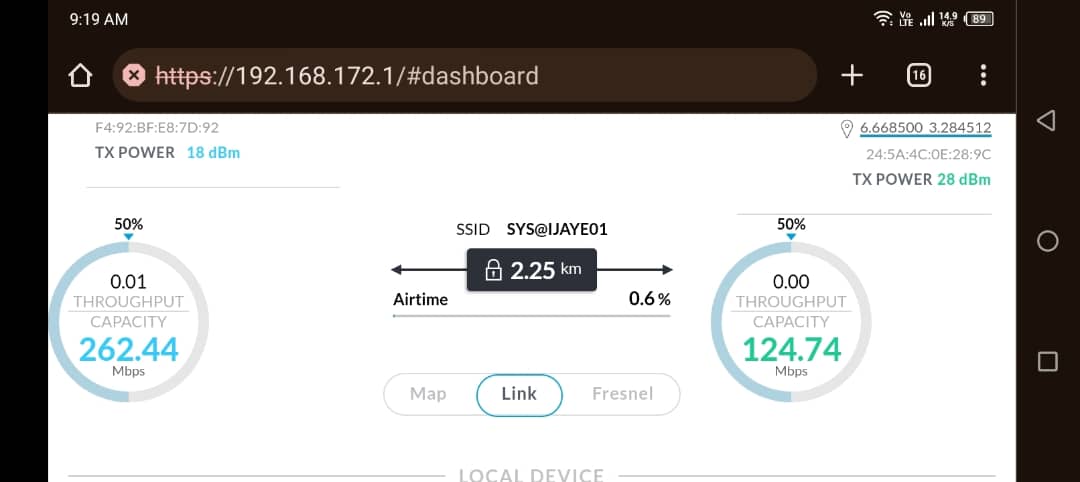 9:19 AM
Vo LTE 14.9 K/S 89
https://192.168.172.1/#dashboard
16
F4:92:BF:E8:7D:92
6.668500 3.284512
TX POWER 18 dBm
24:5A:4C:0E:28:9C
TX POWER 28 dBm
50%
SSID SYS@IJAYE01
50%
0.01
THROUGHPUT
CAPACITY
262.44
Mbps
2.25 km
Airtime 0.6 %
0.00
THROUGHPUT
CAPACITY
124.74
Mbps
Map Link Fresnel
LOCAL DEVICE